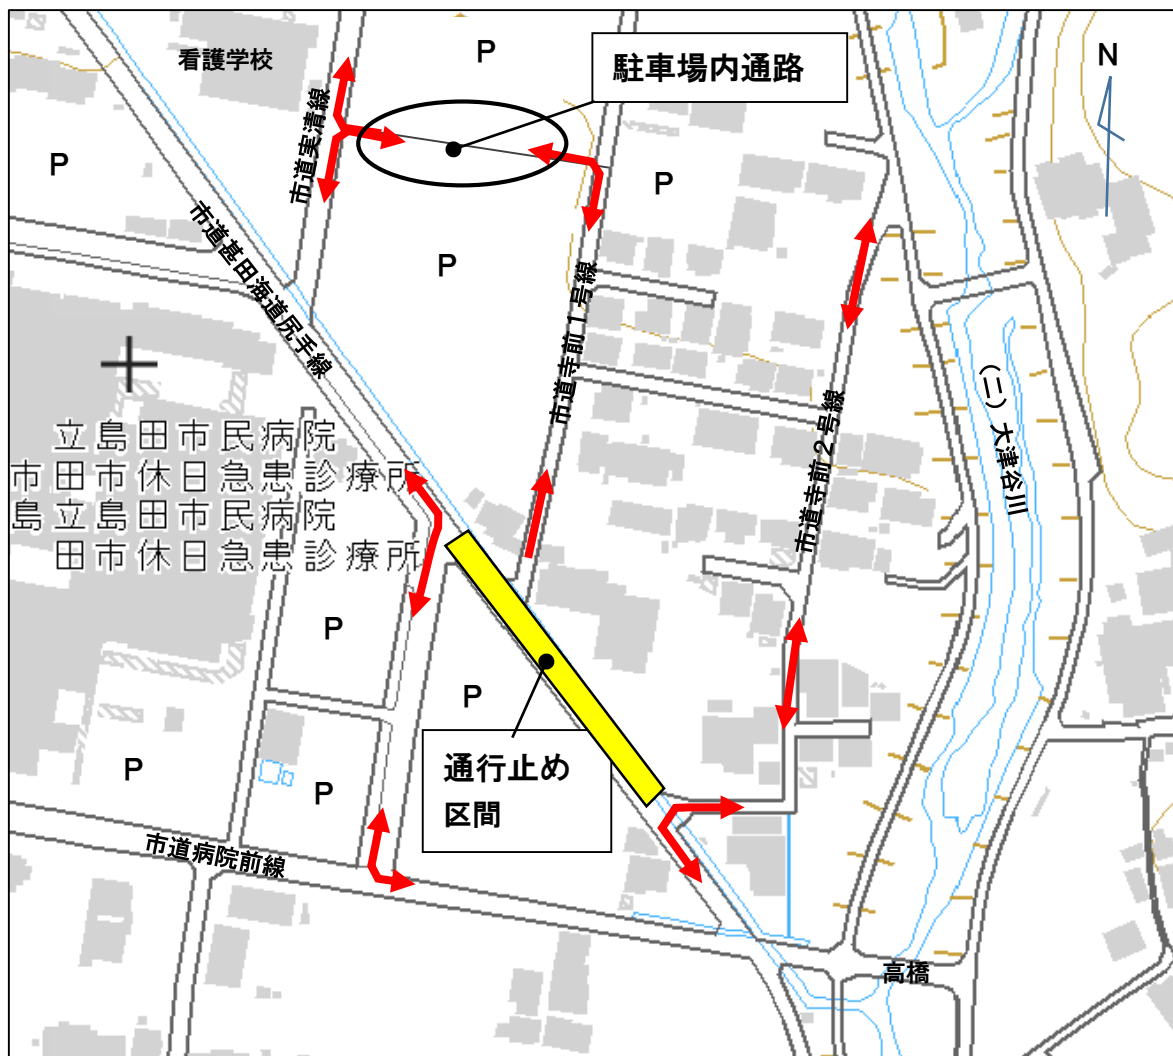 看護学校
P
駐車場内通路
N
P
市道実清線
P
市道甚田海道尻手線
P
市道寺前１号線
(二)大津谷川
市道寺前２号線
立島田市民病院
市田市休日急患診療所
島立島田市民病院
田市休日急患診療所
P
P
通行止め
区間
P
P
市道病院前線
高橋